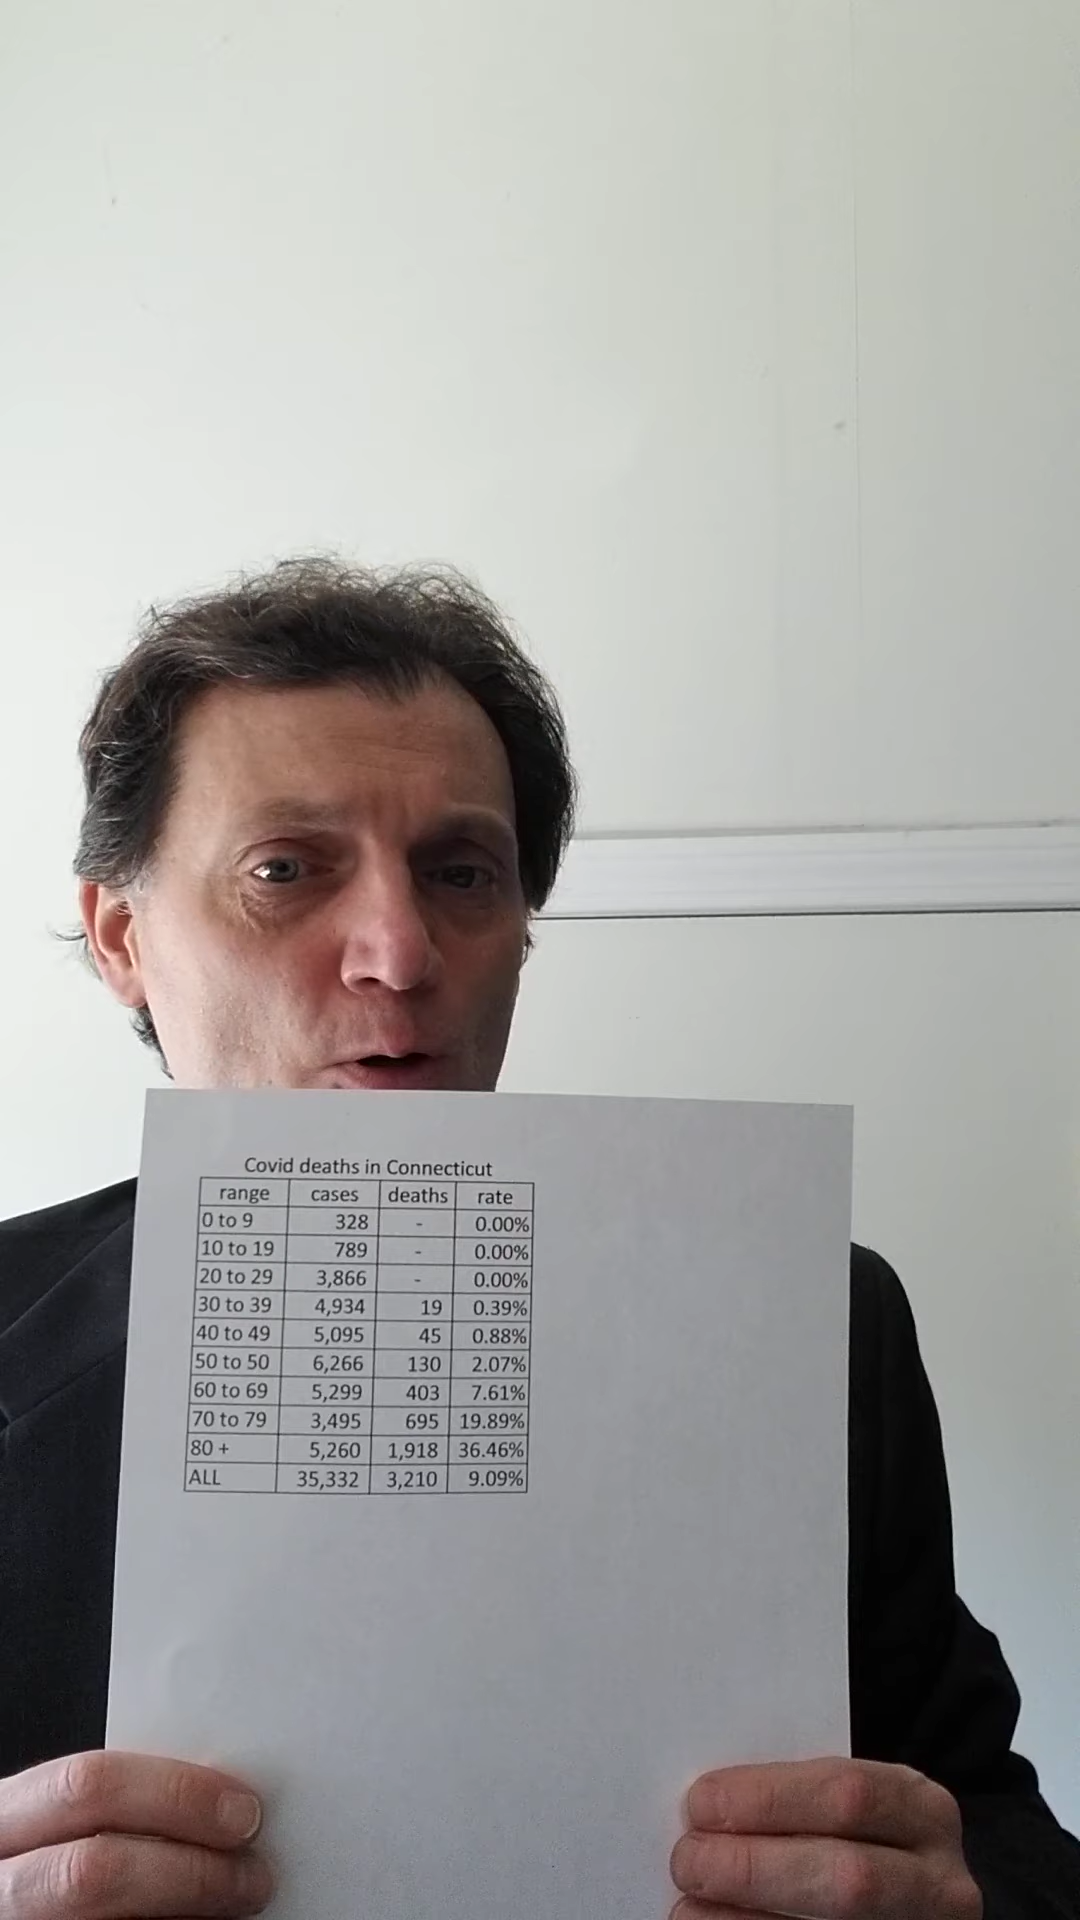 Covid deaths in Connecticut
range cases deaths rate
0 to 9 328 - 0.00%
10 to 19 789 - 0.00%
20 to 29 3,866 - 0.00%
30 to 39 4,934 19 0.39%
40 to 49 5,095 45 0.88%
50 to 50 6,266 130 2.07%
60 to 69 5,299 403 7.61%
70 to 79 3,495 695 19.89%
80 + 5,260 1,918 36.46%
ALL 35,332 3,210 9.09%